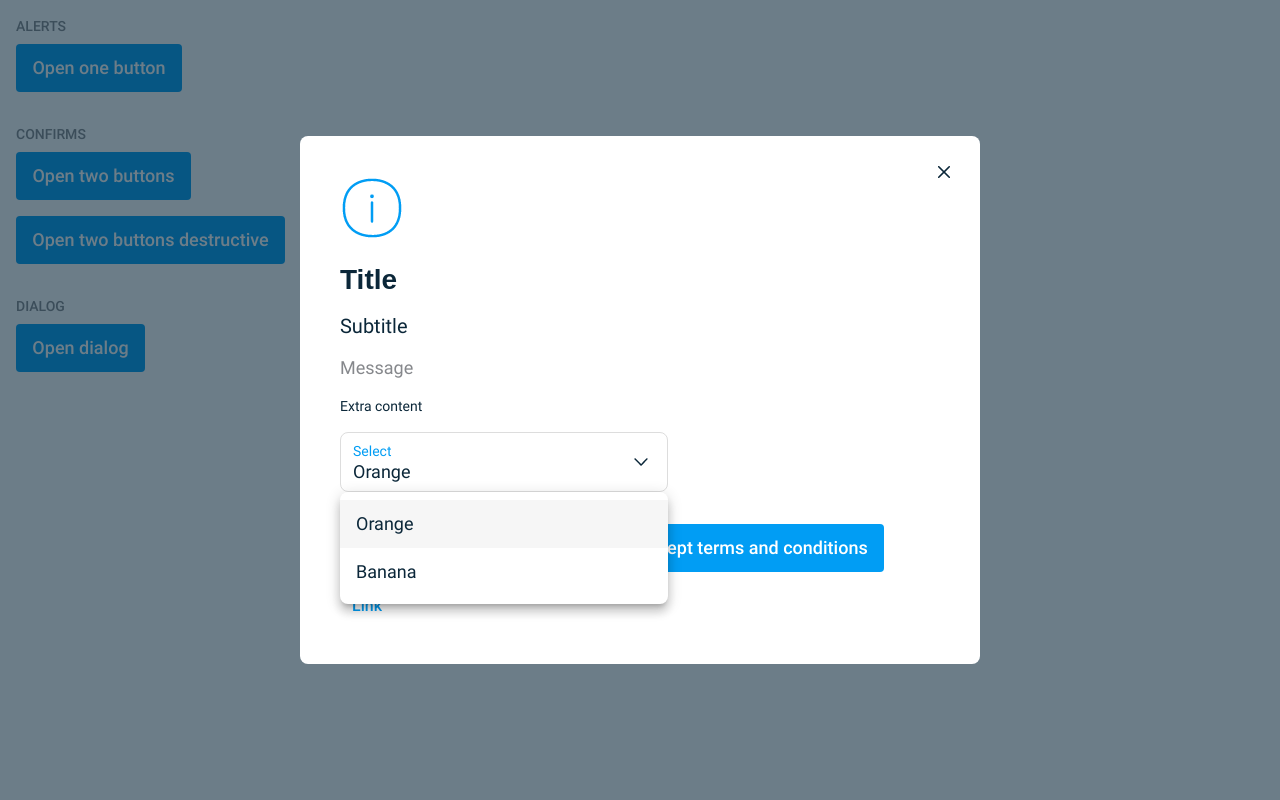 ALERTS
Open one button
CONFIRMS
Open two buttons
Open two buttons destructive
DIALOG
Open dialog
Title
Subtitle
Message
Extra content
Select
Orange
Orange
Banana
terms and conditions
Link